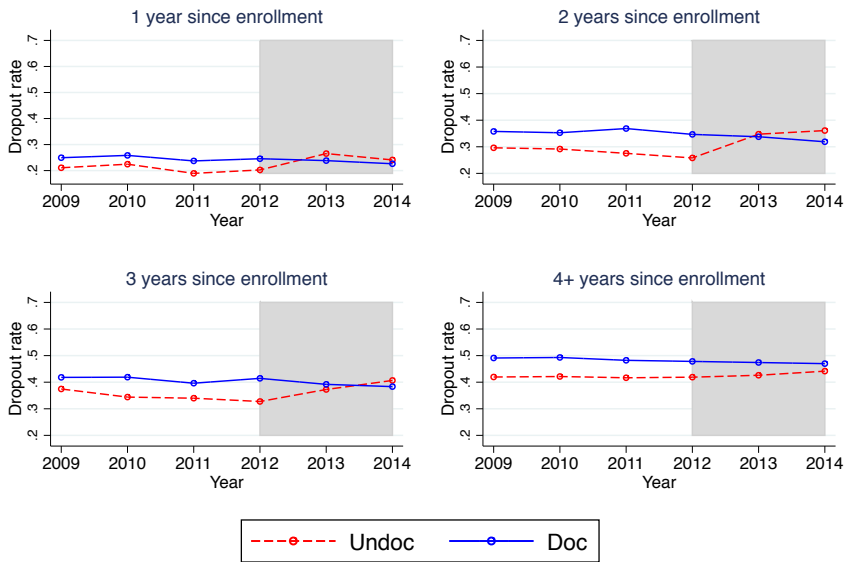 1 year since enrollment
Dropout rate
.2 .3 .4 .5 .6 .7
2009 2010 2011 2012 2013 2014
Year
2 years since enrollment
Dropout rate
.2 .3 .4 .5 .6 .7
2009 2010 2011 2012 2013 2014
Year
3 years since enrollment
Dropout rate
.2 .3 .4 .5 .6 .7
2009 2010 2011 2012 2013 2014
Year
4+ years since enrollment
Dropout rate
.2 .3 .4 .5 .6 .7
2009 2010 2011 2012 2013 2014
Year
Undoc Doc